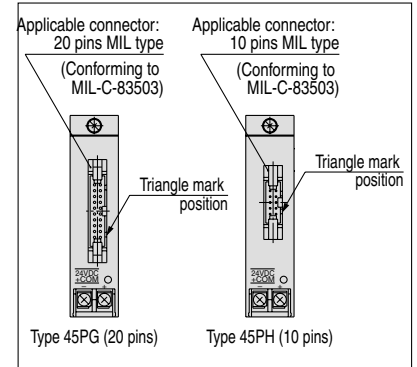 Applicable connector:
20 pins MIL type
(Conforming to
MIL-C-83503)
Triangle mark
position
24VDC
±COM
− +
Type 45PG (20 pins)
Applicable connector:
10 pins MIL type
(Conforming to
MIL-C-83503)
Triangle mark
position
24VDC
±COM
− +
Type 45PH (10 pins)